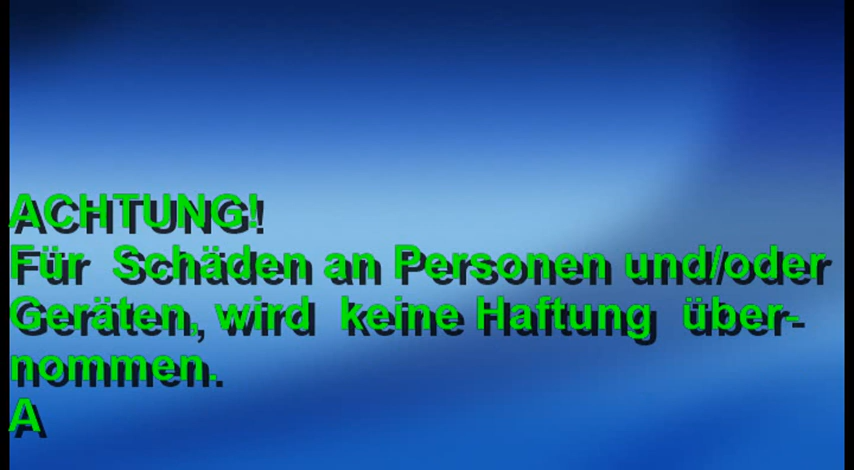 ACHTUNG!
Für Schäden an Personen und/oder
Geräten, wird keine Haftung über-
nommen.
A